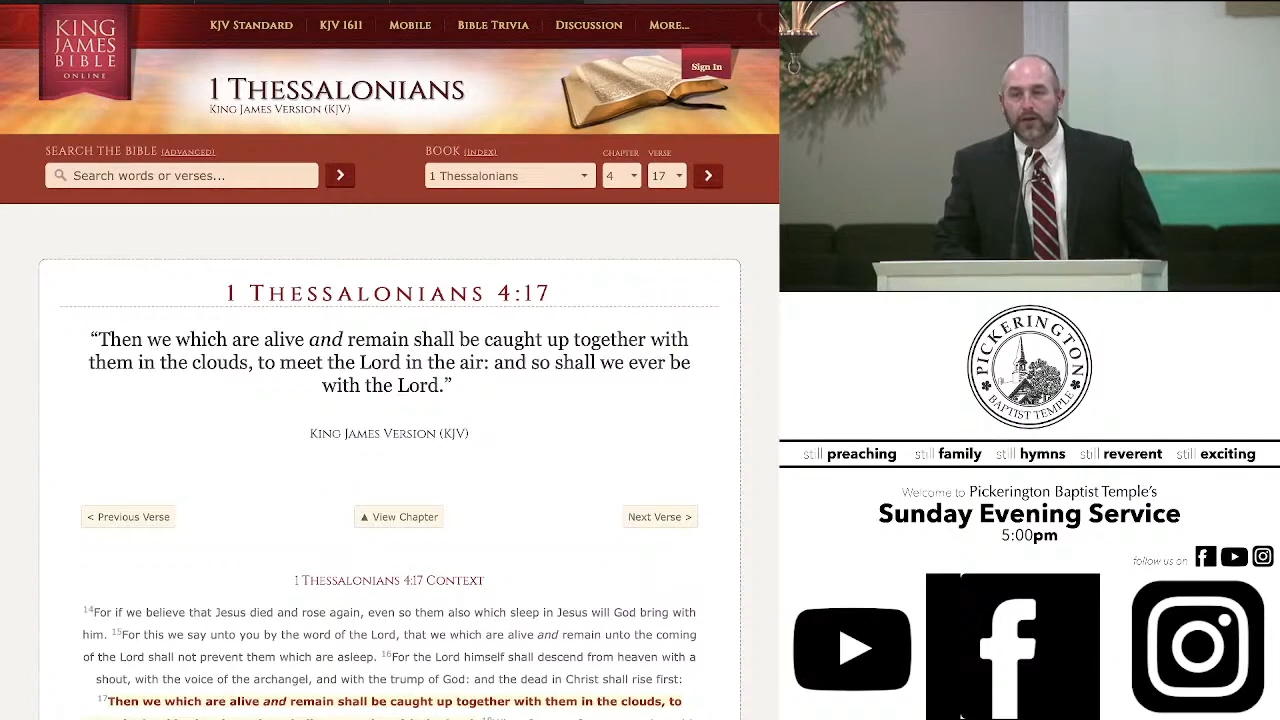 KING
JAMES
BIBLE
ONLINE
KJV STANDARD
KJV 1611
MOBILE
BIBLE TRIVIA
DISCUSSION
MORE...
Sign In
1 THESSALONIANS
KING JAMES VERSION (KJV)
SEARCH THE BIBLE (ADVANCED)
BOOK (INDEX)
CHAPTER
VERSE
Search words or verses...
1 Thessalonians
4
17
1 THESSALONIANS 4:17
“Then we which are alive and remain shall be caught up together with
them in the clouds, to meet the Lord in the air: and so shall we ever be
with the Lord.”
KING JAMES VERSION (KJV)
< Previous Verse
▲ View Chapter
Next Verse >
1 THESSALONIANS 4:17 CONTEXT
14For if we believe that Jesus died and rose again, even so them also which sleep in Jesus will God bring with
him. 15For this we say unto you by the word of the Lord, that we which are alive and remain unto the coming
of the Lord shall not prevent them which are asleep. 16For the Lord himself shall descend from heaven with a
shout, with the voice of the archangel, and with the trump of God: and the dead in Christ shall rise first:
17Then we which are alive and remain shall be caught up together with them in the clouds, to
PICKERINGTON
BAPTIST TEMPLE
still preaching still family still hymns still reverent still exciting
Welcome to Pickerington Baptist Temple's
Sunday Evening Service
5:00pm
follow us on